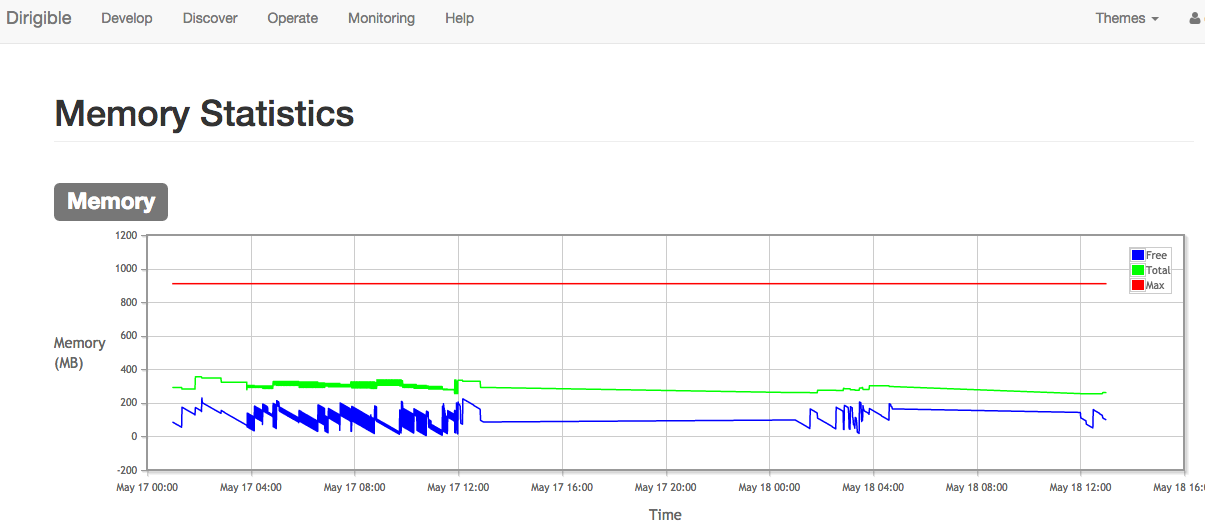 Dirigible Develop Discover Operate Monitoring Help Themes
Memory Statistics
Memory
1200
1000
800
600
400
200
0
-200
Memory
(MB)
Free
Total
Max
May 17 00:00 May 17 04:00 May 17 08:00 May 17 12:00 May 17 16:00 May 17 20:00 May 18 00:00 May 18 04:00 May 18 08:00 May 18 12:00 May 18 16:0
Time